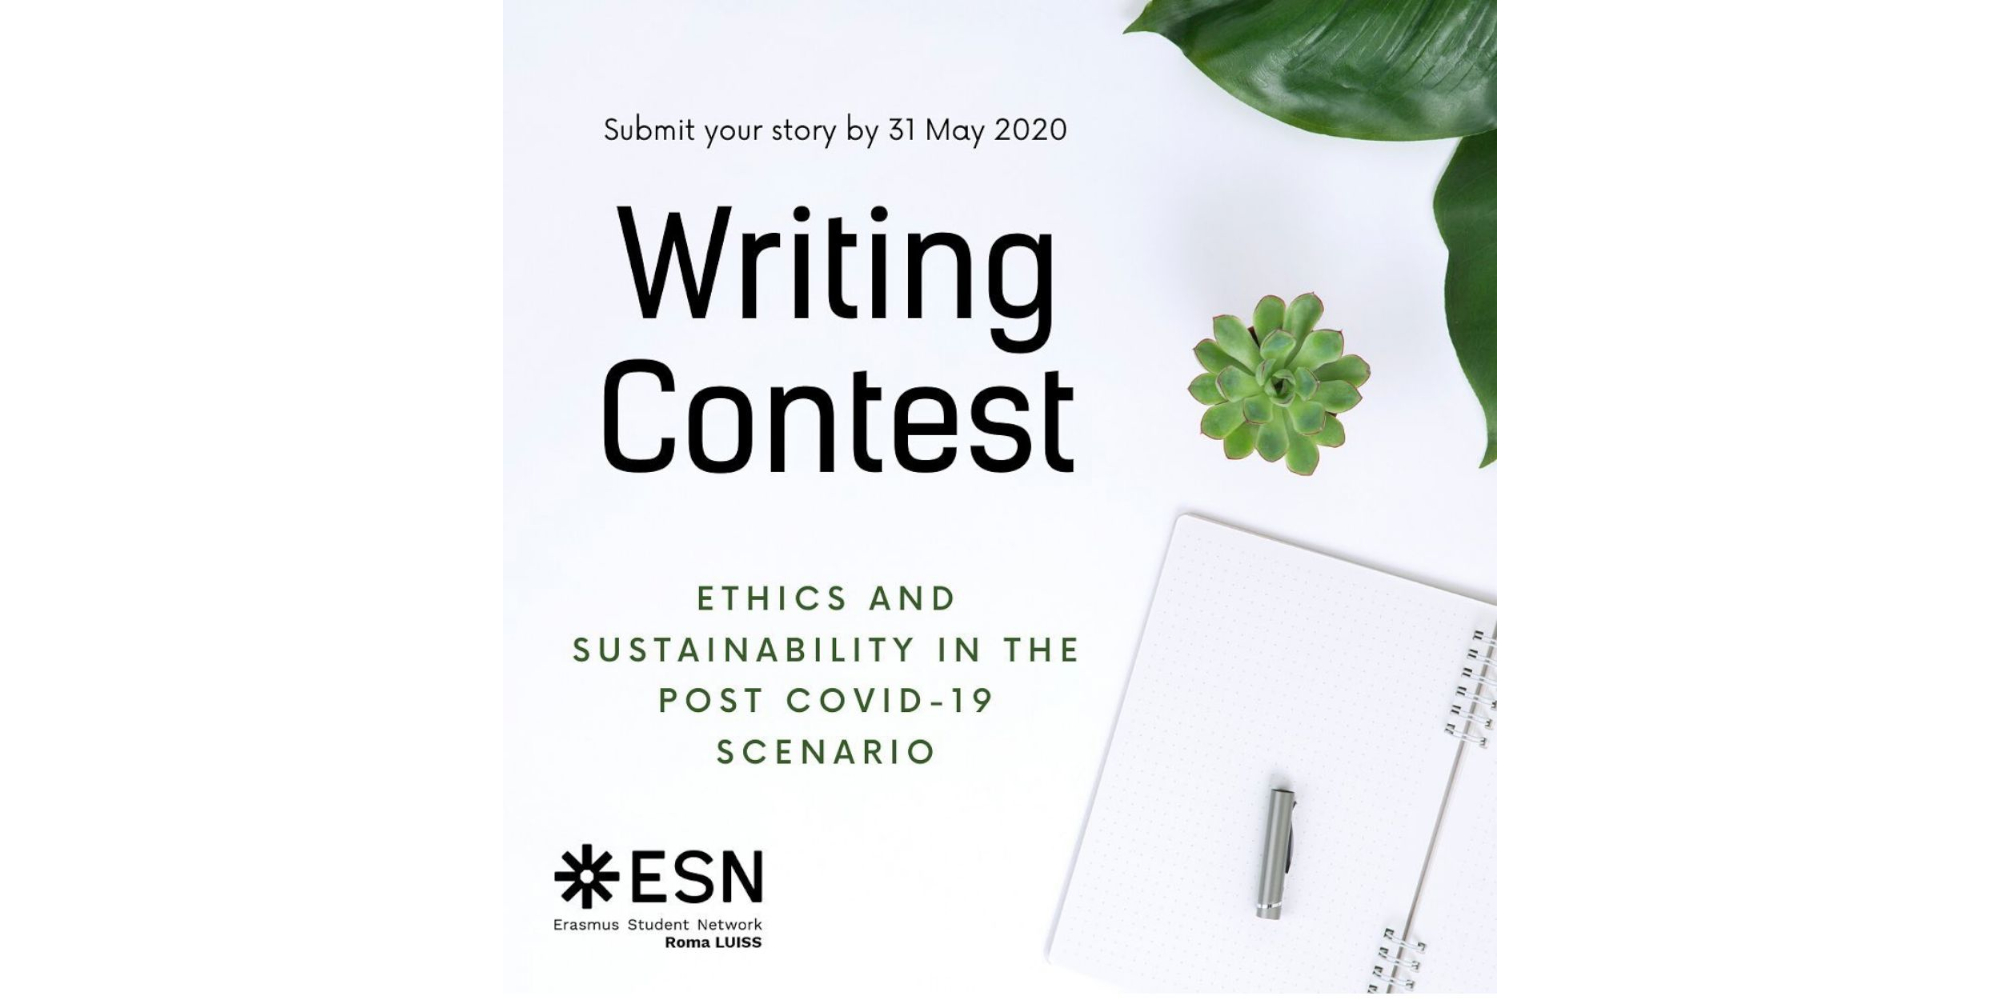 Submit your story by 31 May 2020
Writing
Contest
ETHICS AND
SUSTAINABILITY IN THE
POST COVID-19
SCENARIO
ESN
Erasmus Student Network
Roma LUISS